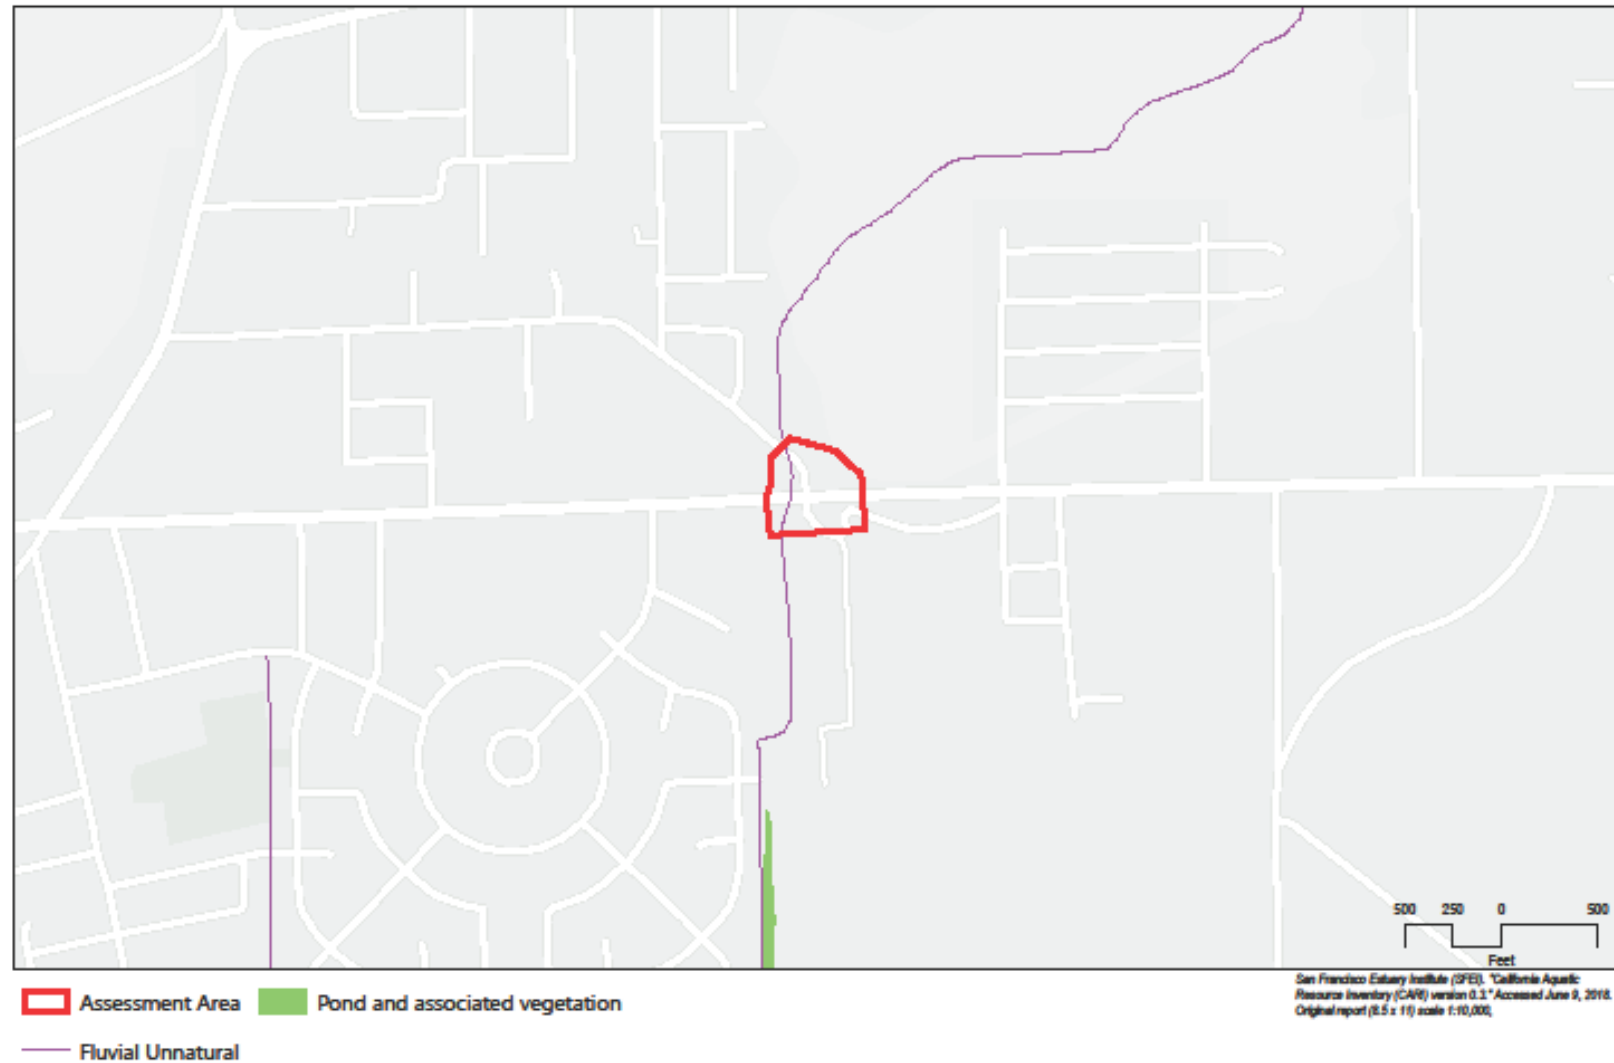 500 250 0 500
Feet
San Francisco Estuary Institute (SFEI). "California Aquatic
Resource Inventory (CARI) version 0.3." Accessed June 9, 2018.
Original report (8.5 x 11) scale 1:10,000,
Assessment Area Pond and associated vegetation
Fluvial Unnatural